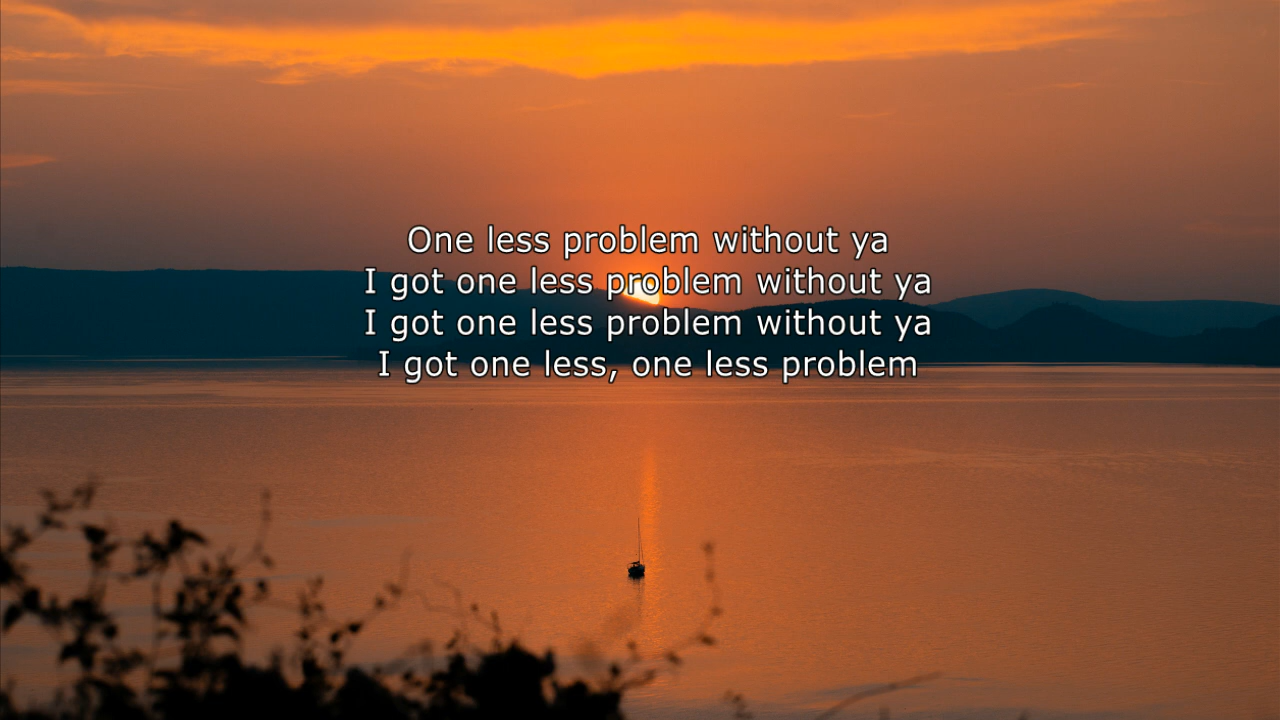 One less problem without ya
I got one less problem without ya
I got one less problem without ya
I got one less, one less problem